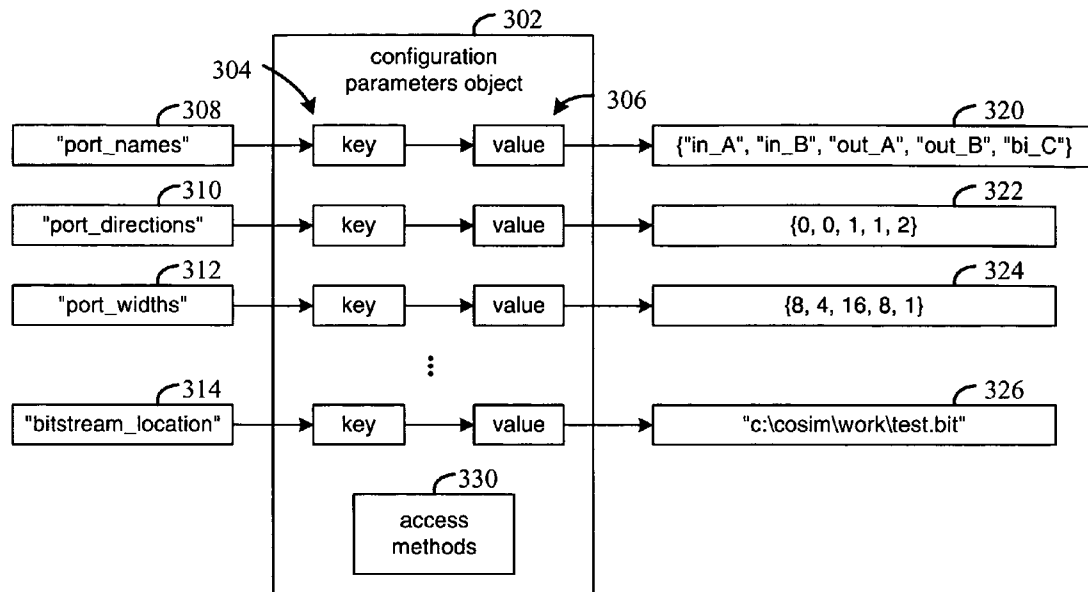 302
configuration
parameters object
304
306
308
"port_names"
key
value
320
{"in_A", "in_B", "out_A", "out_B", "bi_C"}
310
"port_directions"
key
value
322
{0, 0, 1, 1, 2}
312
"port_widths"
key
value
324
{8, 4, 16, 8, 1}
...
314
"bitstream_location"
key
value
326
"c:\cosim\work\test.bit"
330
access
methods